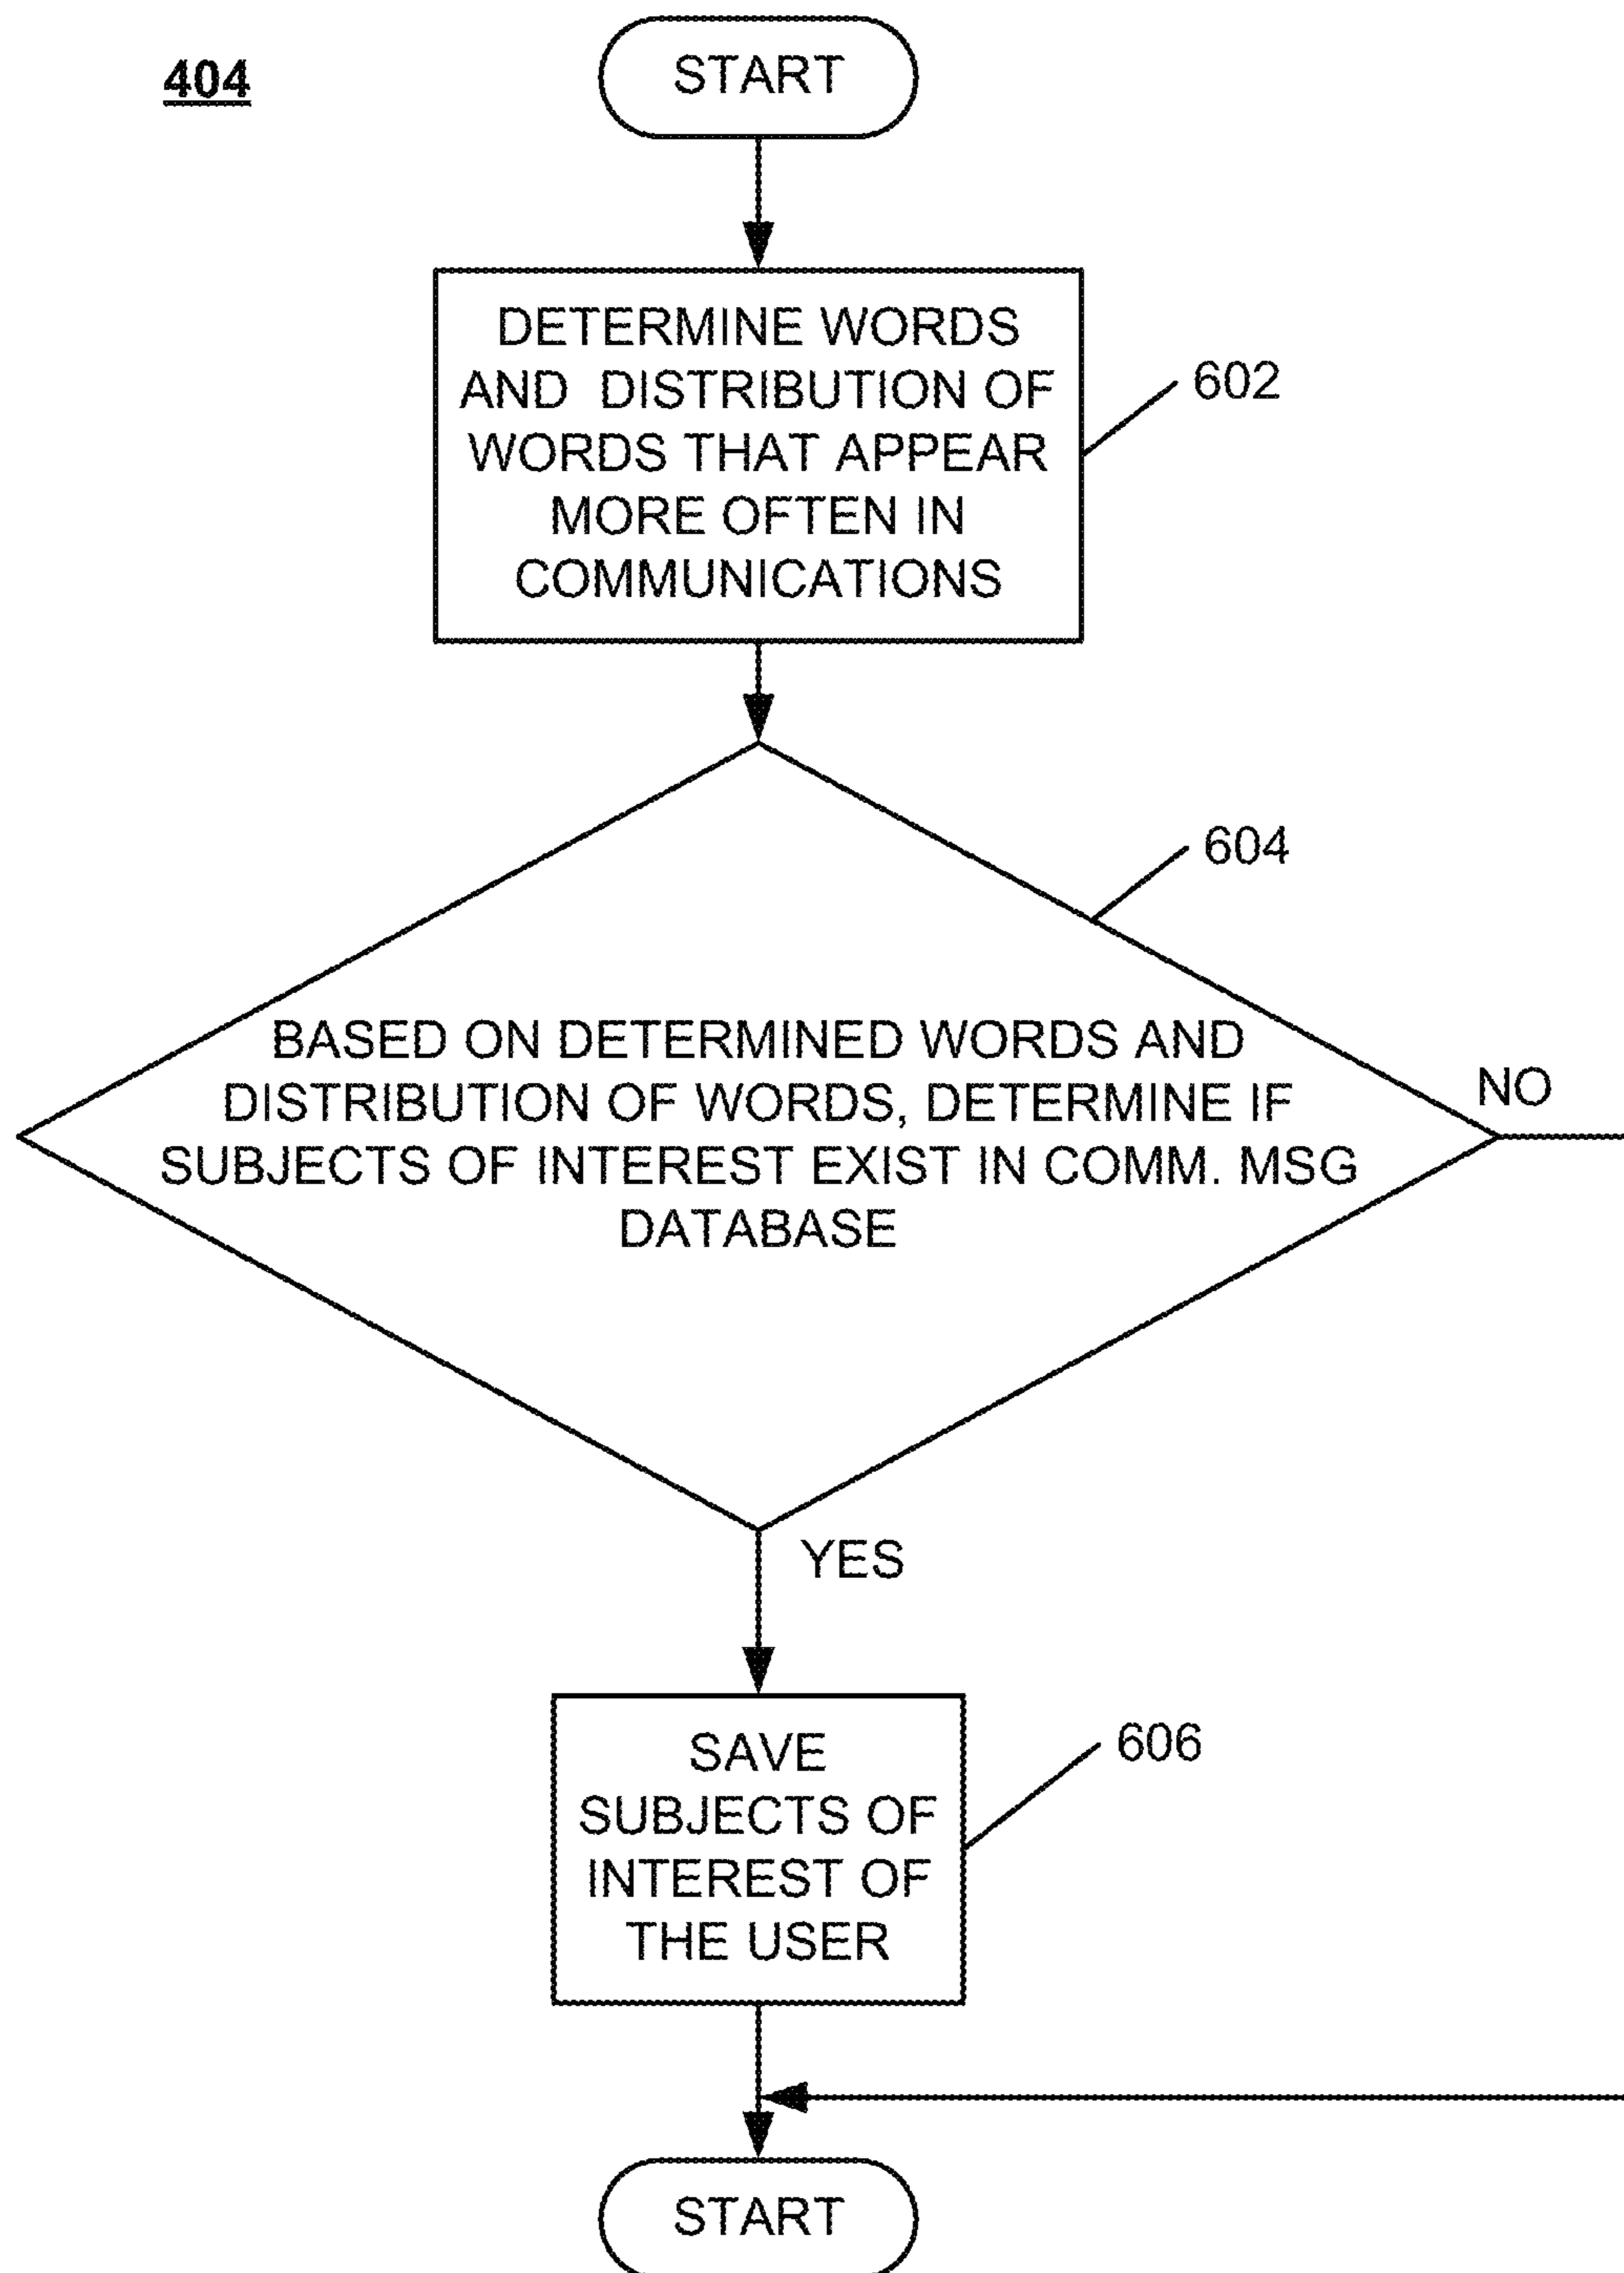 404
START
DETERMINE WORDS
AND DISTRIBUTION OF
WORDS THAT APPEAR
MORE OFTEN IN
COMMUNICATIONS
602
604
BASED ON DETERMINED WORDS AND
DISTRIBUTION OF WORDS, DETERMINE IF
SUBJECTS OF INTEREST EXIST IN COMM. MSG
DATABASE
NO
YES
SAVE
SUBJECTS OF
INTEREST OF
THE USER
606
START